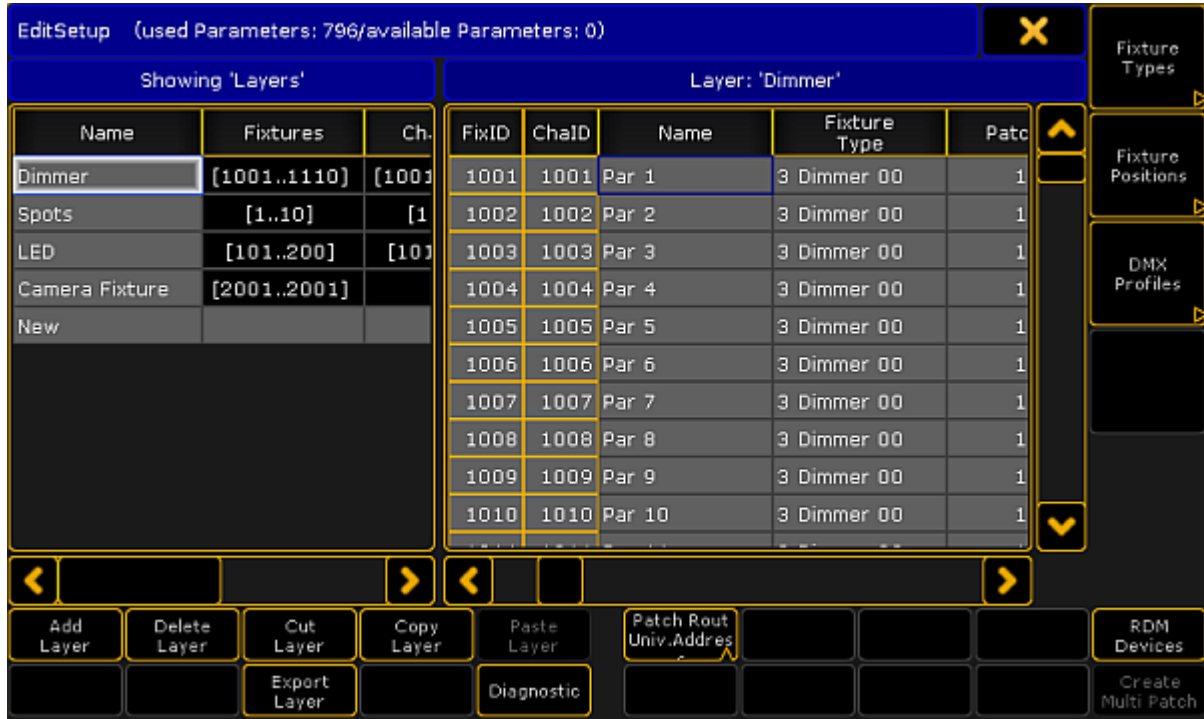 EditSetup (used Parameters: 796/available Parameters: 0)
Fixture
Types
Showing 'Layers'
Layer: 'Dimmer'
Name Fixtures Ch. FixID ChaID Name Fixture Type Patc
Fixture
Positions
Dimmer [1001..1110] [1001 1001 1001 Par 1 3 Dimmer 00 1
Spots [1..10] [1 1002 1002 Par 2 3 Dimmer 00 1
LED [101..200] [101 1003 1003 Par 3 3 Dimmer 00 1
DMX
Profiles
Camera Fixture [2001..2001] 1004 1004 Par 4 3 Dimmer 00 1
New 1005 1005 Par 5 3 Dimmer 00 1
1006 1006 Par 6 3 Dimmer 00 1
1007 1007 Par 7 3 Dimmer 00 1
1008 1008 Par 8 3 Dimmer 00 1
1009 1009 Par 9 3 Dimmer 00 1
1010 1010 Par 10 3 Dimmer 00 1
Add
Layer
Delete
Layer
Cut
Layer
Copy
Layer
Paste
Layer
Patch Rout
Univ.Addres
RDM
Devices
Export
Layer
Diagnostic
Create
Multi Patch